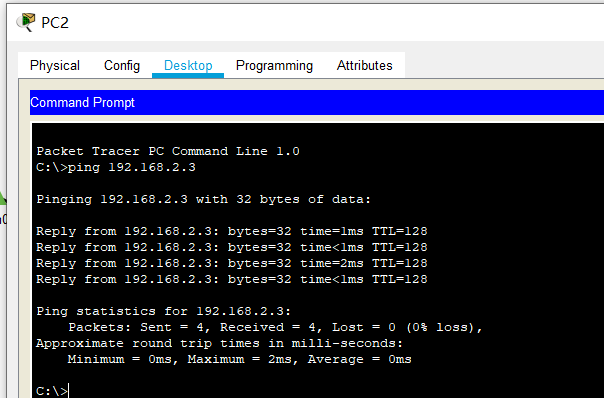 PC2
Physical Config Desktop Programming Attributes
Command Prompt
Packet Tracer PC Command Line 1.0
C:\>ping 192.168.2.3
Pinging 192.168.2.3 with 32 bytes of data:
Reply from 192.168.2.3: bytes=32 time=1ms TTL=128
Reply from 192.168.2.3: bytes=32 time<1ms TTL=128
Reply from 192.168.2.3: bytes=32 time=2ms TTL=128
Reply from 192.168.2.3: bytes=32 time<1ms TTL=128
Ping statistics for 192.168.2.3:
Packets: Sent = 4, Received = 4, Lost = 0 (0% loss),
Approximate round trip times in milli-seconds:
Minimum = 0ms, Maximum = 2ms, Average = 0ms
C:\>